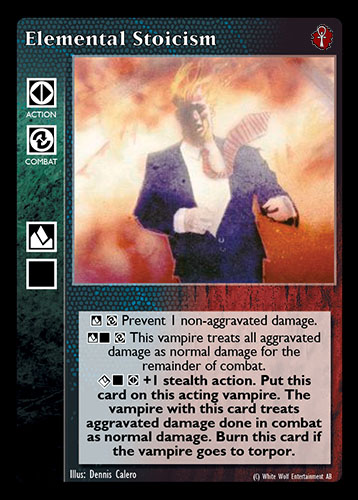 Elemental Stoicism
ACTION
COMBAT
Prevent 1 non-aggravated damage.
This vampire treats all aggravated
damage as normal damage for the
remainder of combat.
+1 stealth action. Put this
card on this acting vampire. The
vampire with this card treats
aggravated damage done in combat
as normal damage. Burn this card if
the vampire goes to torpor.
Illus: Dennis Calero
(C) White Wolf Entertainment AB